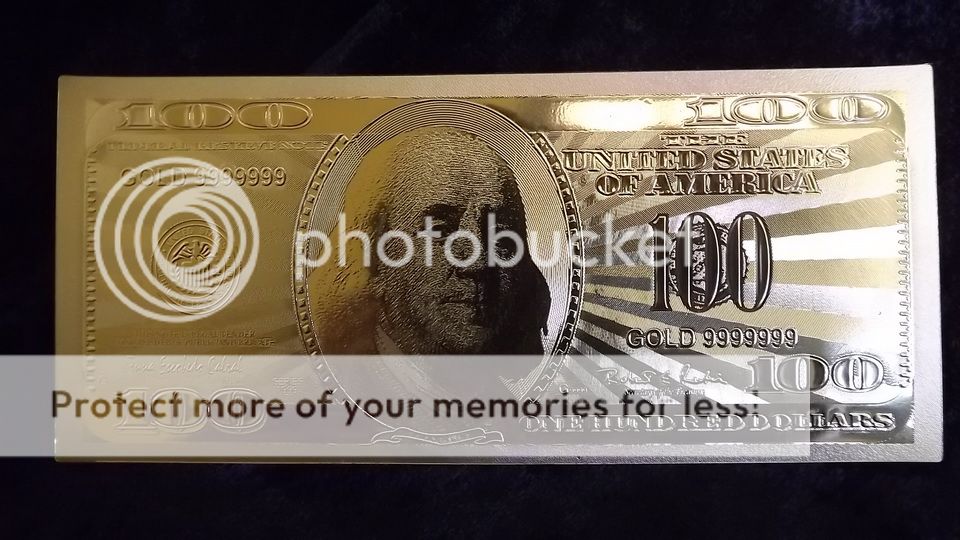 100
100
FEDERAL RESERVE NOTE
THE
UNITED STATES
OF AMERICA
GOLD 9999999
photobucket
100
GOLD 9999999
100
100
ONE HUNDRED DOLLARS
Protect more of your memories for less!